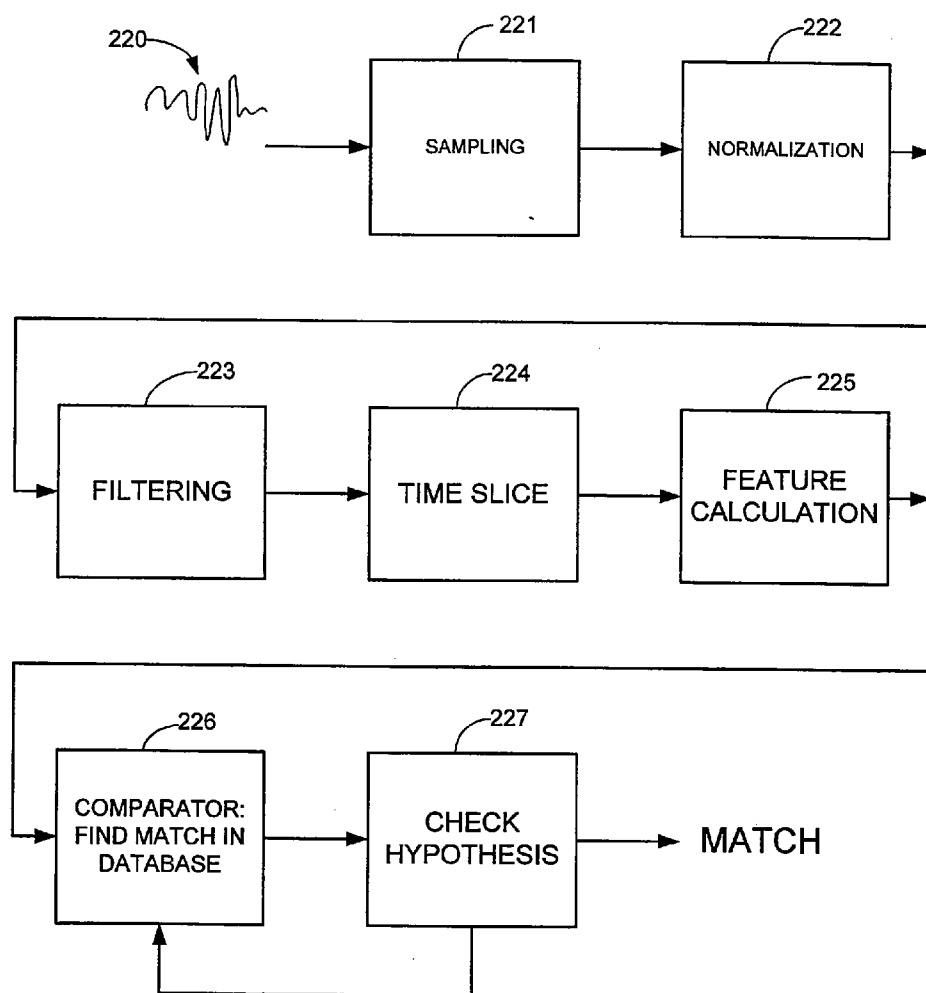 220
221
222
SAMPLING
NORMALIZATION
223
224
225
FILTERING
TIME SLICE
FEATURE
CALCULATION
226
227
COMPARATOR:
FIND MATCH IN
DATABASE
CHECK
HYPOTHESIS
MATCH